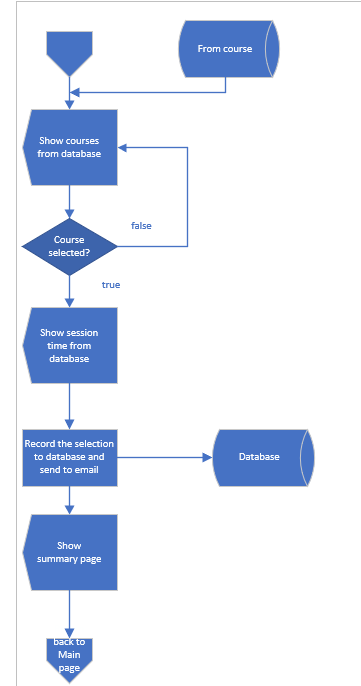 From course
Show courses
from database
Course
selected?
false
true
Show session
time from
database
Record the selection
to database and
send to email
Database
Show
summary page
back to
Main
page